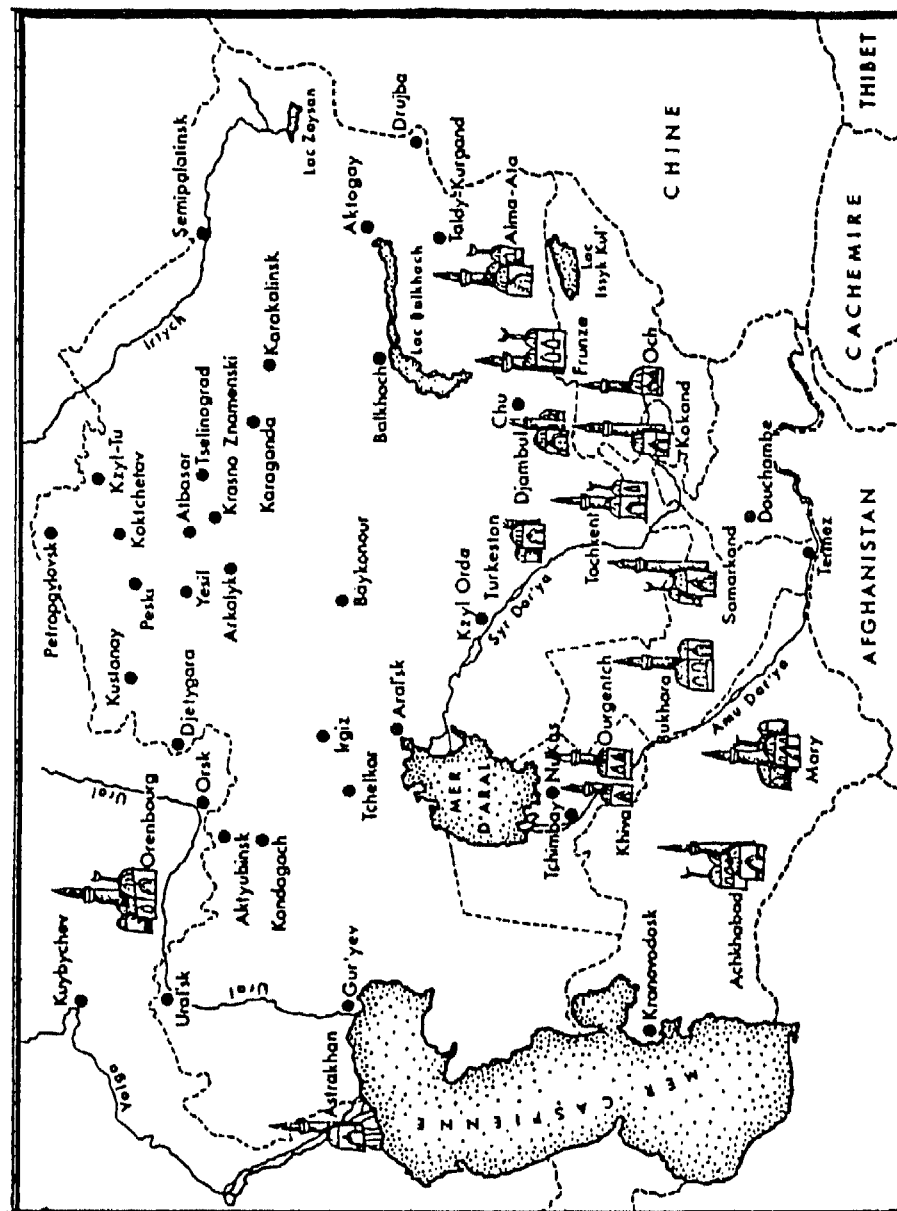 Kuybychev
Volga
Orenbourg
Ural
Ural'sk
Ural
Orsk
Aktyubinsk
Kandagach
Gur'yev
Astrakhan
MER CASPIENNE
Petropavlovsk
Kzyl-Tu
Koktchetav
Peski
Kustanay
Djetygara
Atbasar
Tselinograd
Yesil
Krasno Znamenski
Arkalyk
Karaganda
Karakalinsk
Irtych
Semipalatinsk
Lac Zaysan
Irgiz
Tchelkar
Aral'sk
Baykonour
Balkhach
Lac Balkhach
Aktogay
Drujba
Taldy-Kurgand
Alma-Ata
MER
D'ARAL
Kzyl Orda
Turkestan
Syr Dar'ya
Djambul
Chu
Frunze
Lac
Issyk Kul'
CHINE
Tchimbay
NuKus
Ourgentch
Khiva
Tachkent
Kokand
Och
Kranovodosk
Achkhabad
Mary
Bukhara
Amu Dar'ya
Samarkand
Douchambe
Termez
AFGHANISTAN
CACHEMIRE
THIBET